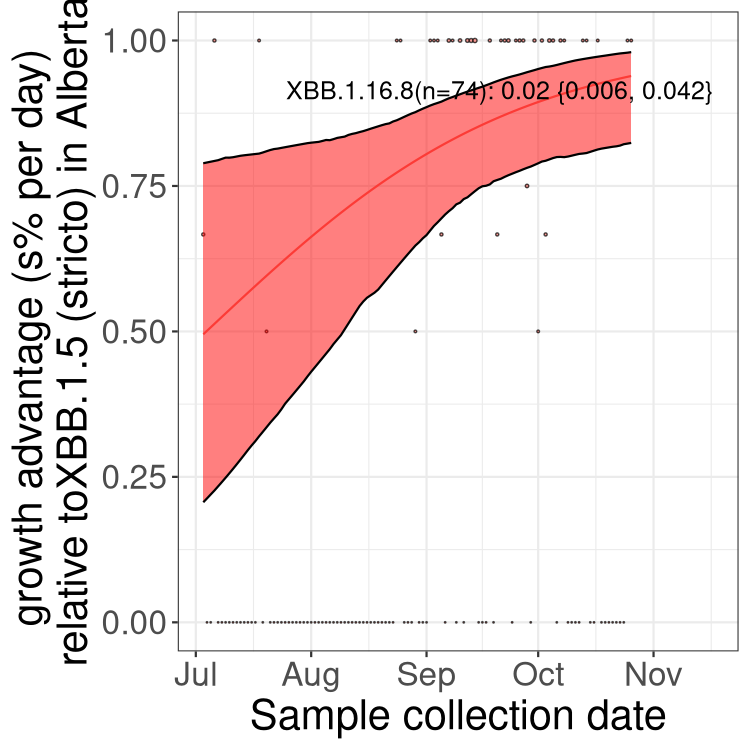 growth advantage (s% per day)
relative toXBB.1.5 (stricto) in Alberta
1.00
0.75
0.50
0.25
0.00
XBB.1.16.8(n=74): 0.02 {0.006, 0.042}
Jul Aug Sep Oct Nov
Sample collection date